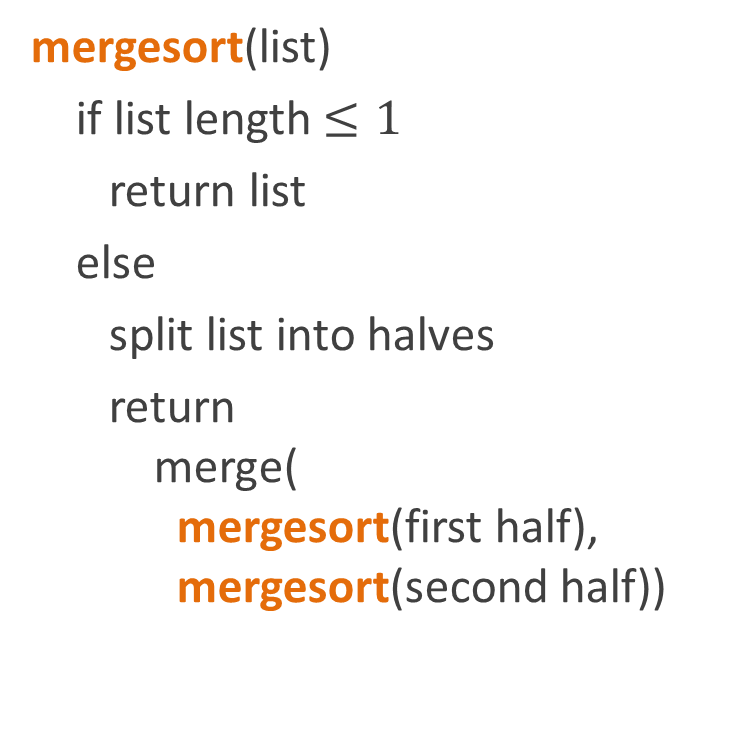 mergesort(list)
if list length ≤ 1
return list
else
split list into halves
return
merge(
mergesort(first half),
mergesort(second half))